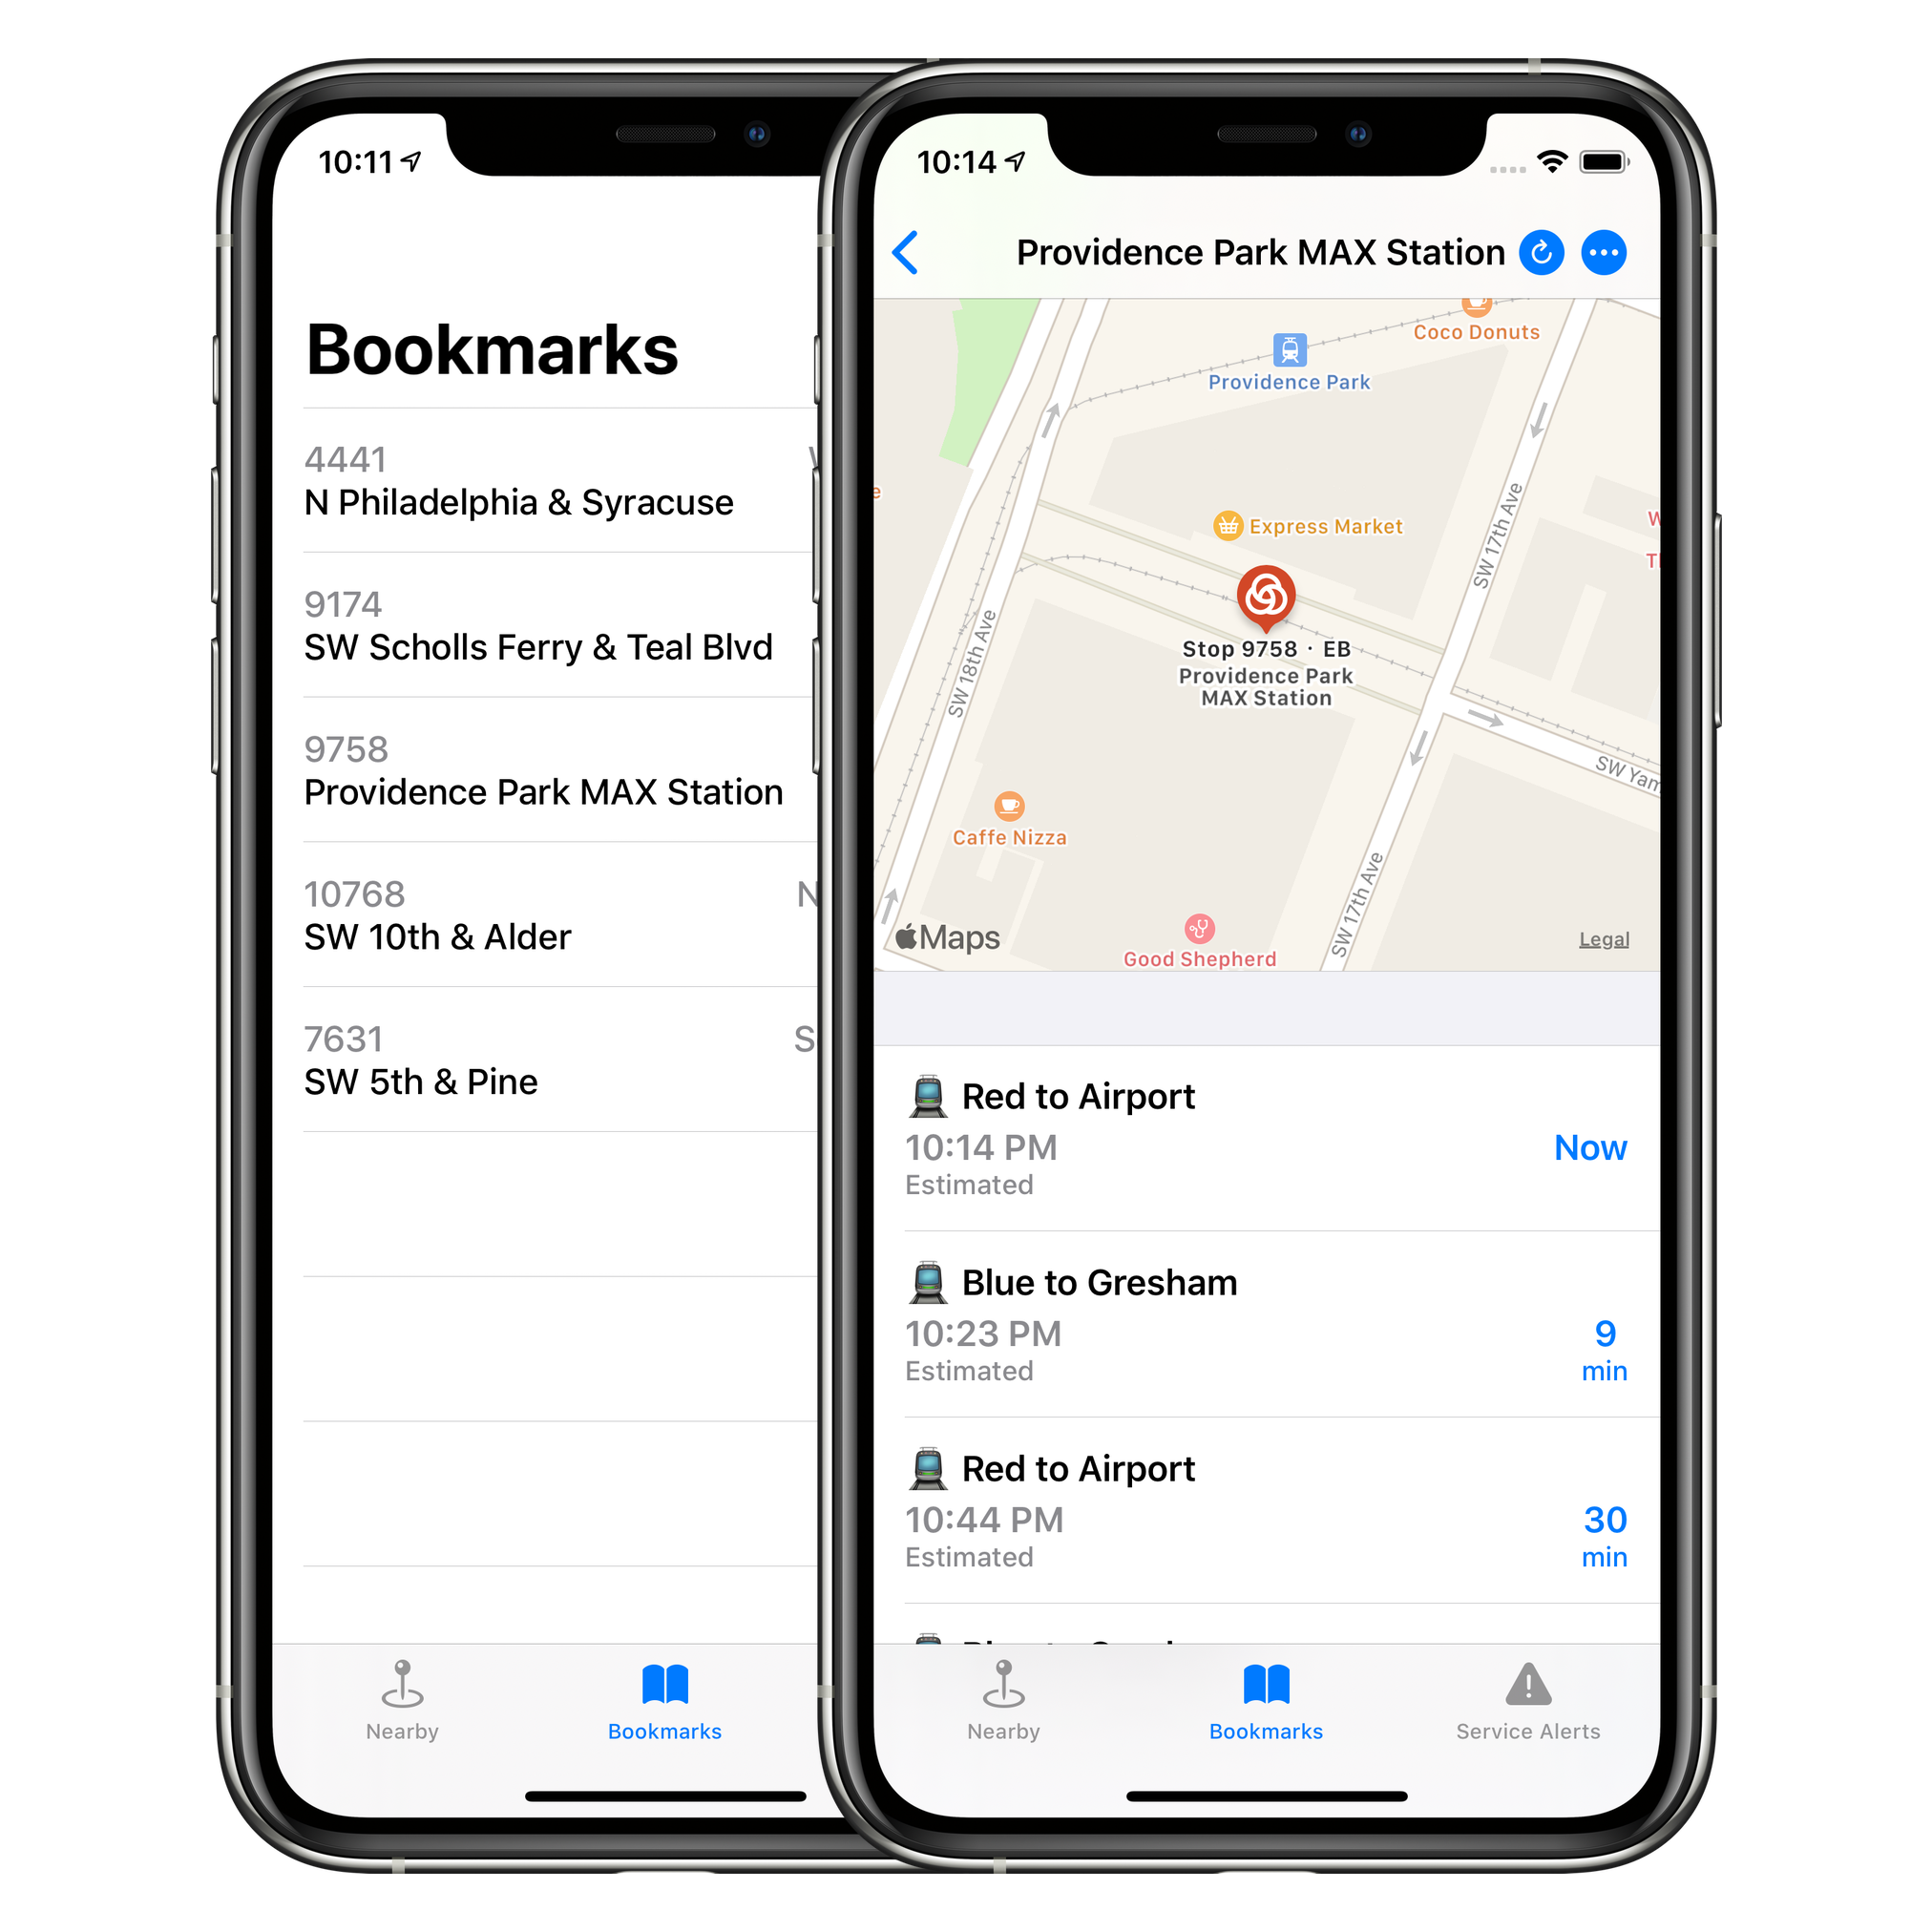 10:11
Bookmarks
4441
N Philadelphia & Syracuse
9174
SW Scholls Ferry & Teal Blvd
9758
Providence Park MAX Station
10768 N
SW 10th & Alder
7631 S
SW 5th & Pine
Nearby
Bookmarks
10:14
Providence Park MAX Station
Coco Donuts
Providence Park
Express Market
SW 17th Ave
SW 18th Ave
Stop 9758 · EB
Providence Park
MAX Station
SW Yam
Caffe Nizza
SW 17th Ave
Maps
Good Shepherd
Legal
Red to Airport
10:14 PM
Now
Estimated
Blue to Gresham
10:23 PM
9
Estimated
min
Red to Airport
10:44 PM
30
Estimated
min
Nearby
Bookmarks
Service Alerts